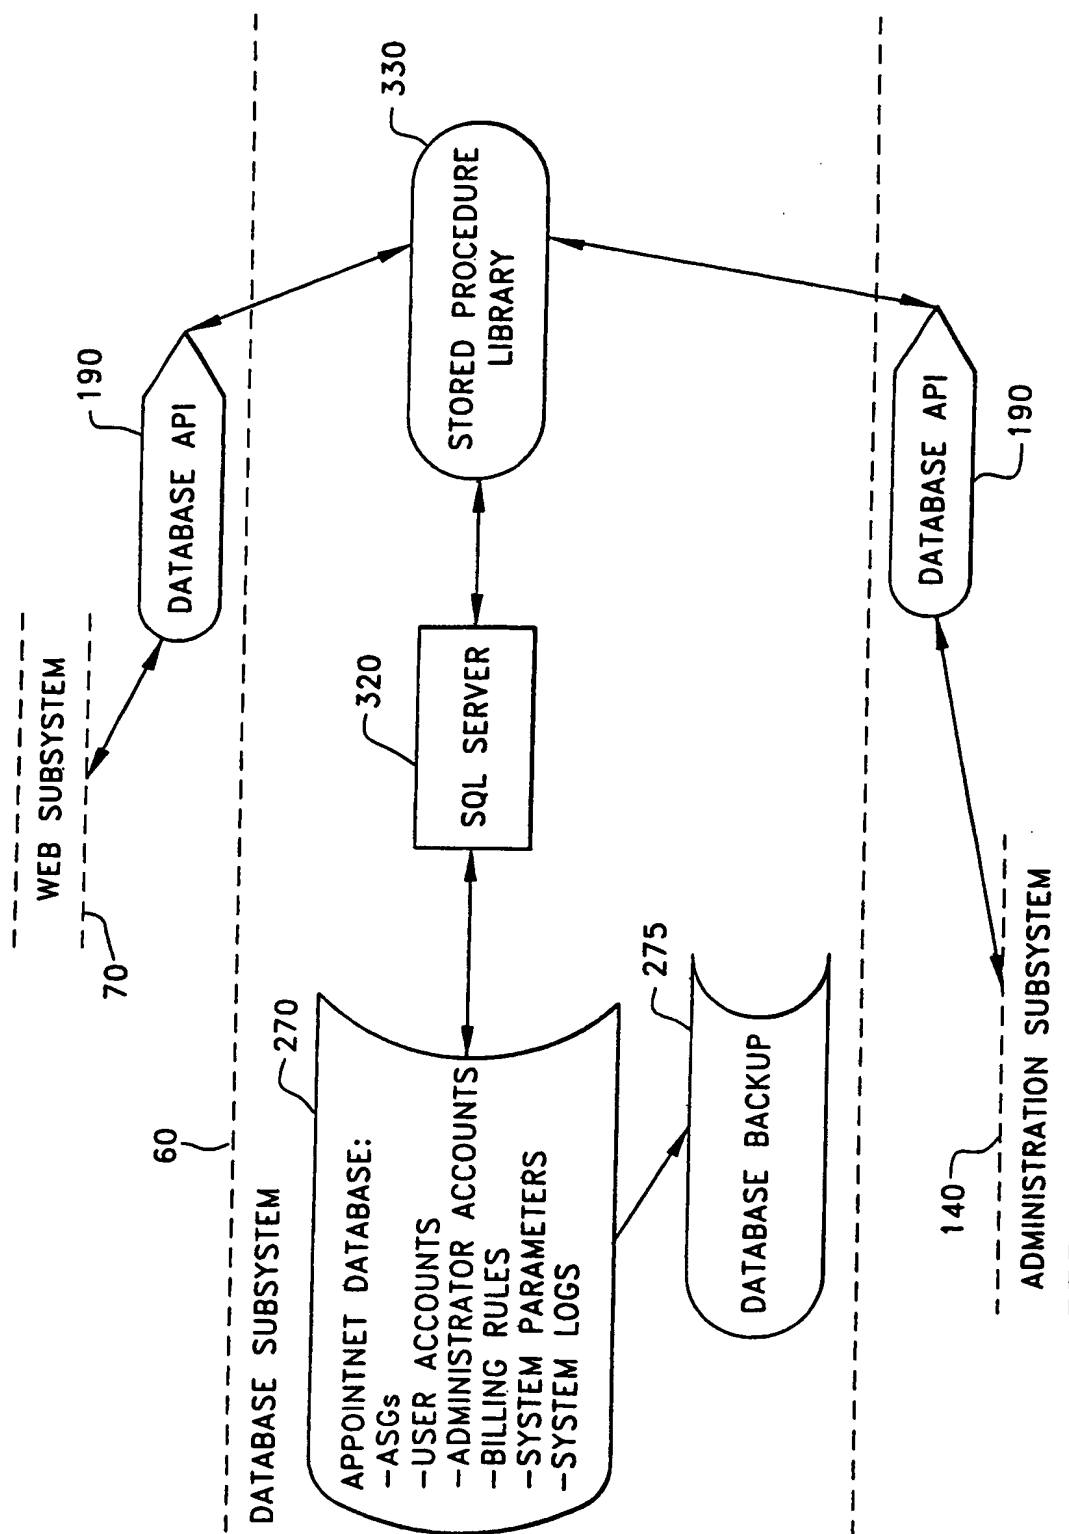 WEB SUBSYSTEM
70
190
DATABASE API
60
DATABASE SUBSYSTEM
270
APPOINTNET DATABASE:
-ASGs
-USER ACCOUNTS
-ADMINISTRATOR ACCOUNTS
-BILLING RULES
-SYSTEM PARAMETERS
-SYSTEM LOGS
320
SQL SERVER
330
STORED PROCEDURE
LIBRARY
275
DATABASE BACKUP
DATABASE API
190
140
ADMINISTRATION SUBSYSTEM